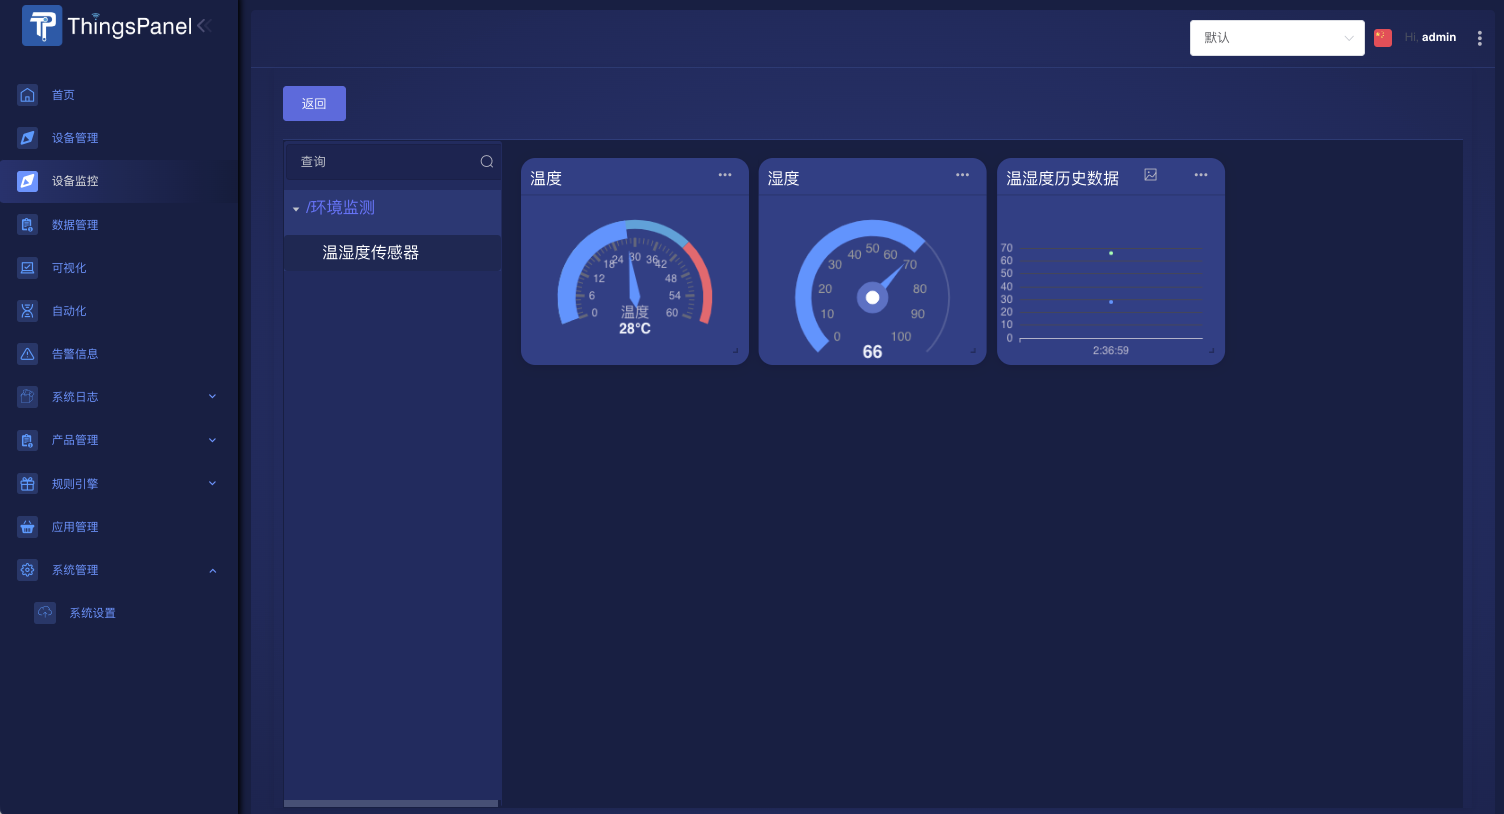 ThingsPanel
默认
Hi, admin
首页
设备管理
设备监控
数据管理
可视化
自动化
告警信息
系统日志
产品管理
规则引擎
应用管理
系统管理
系统设置
返回
查询
/环境监测
温湿度传感器
温度
0
6
12
18
24
30
36
42
48
54
60
温度
28°C
湿度
0
10
20
30
40
50
60
70
80
90
100
66
温湿度历史数据
70
60
50
40
30
20
10
0
2:36:59